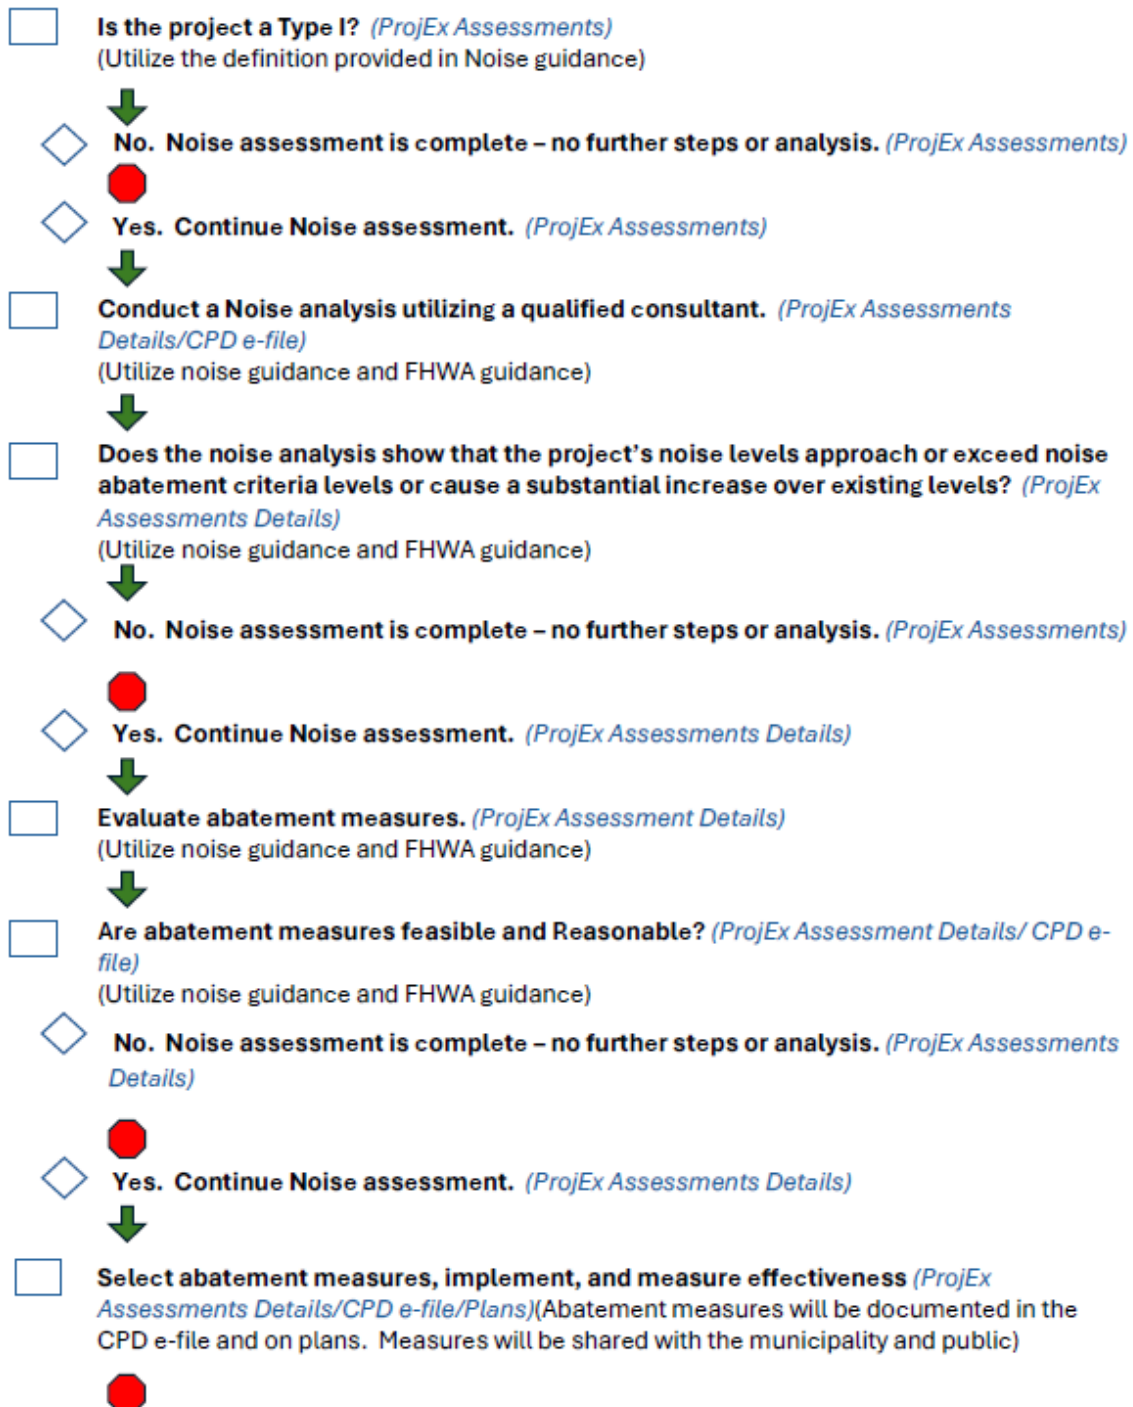 Is the project a Type I? (ProjEx Assessments)
(Utilize the definition provided in Noise guidance)
No. Noise assessment is complete – no further steps or analysis. (ProjEx Assessments)
Yes. Continue Noise assessment. (ProjEx Assessments)
Conduct a Noise analysis utilizing a qualified consultant. (ProjEx Assessments
Details/CPD e-file)
(Utilize noise guidance and FHWA guidance)
Does the noise analysis show that the project’s noise levels approach or exceed noise
abatement criteria levels or cause a substantial increase over existing levels? (ProjEx
Assessments Details)
(Utilize noise guidance and FHWA guidance)
No. Noise assessment is complete – no further steps or analysis. (ProjEx Assessments)
Yes. Continue Noise assessment. (ProjEx Assessments Details)
Evaluate abatement measures. (ProjEx Assessment Details)
(Utilize noise guidance and FHWA guidance)
Are abatement measures feasible and Reasonable? (ProjEx Assessment Details/ CPD e-
file)
(Utilize noise guidance and FHWA guidance)
No. Noise assessment is complete – no further steps or analysis. (ProjEx Assessments
Details)
Yes. Continue Noise assessment. (ProjEx Assessments Details)
Select abatement measures, implement, and measure effectiveness (ProjEx
Assessments Details/CPD e-file/Plans)(Abatement measures will be documented in the
CPD e-file and on plans. Measures will be shared with the municipality and public)